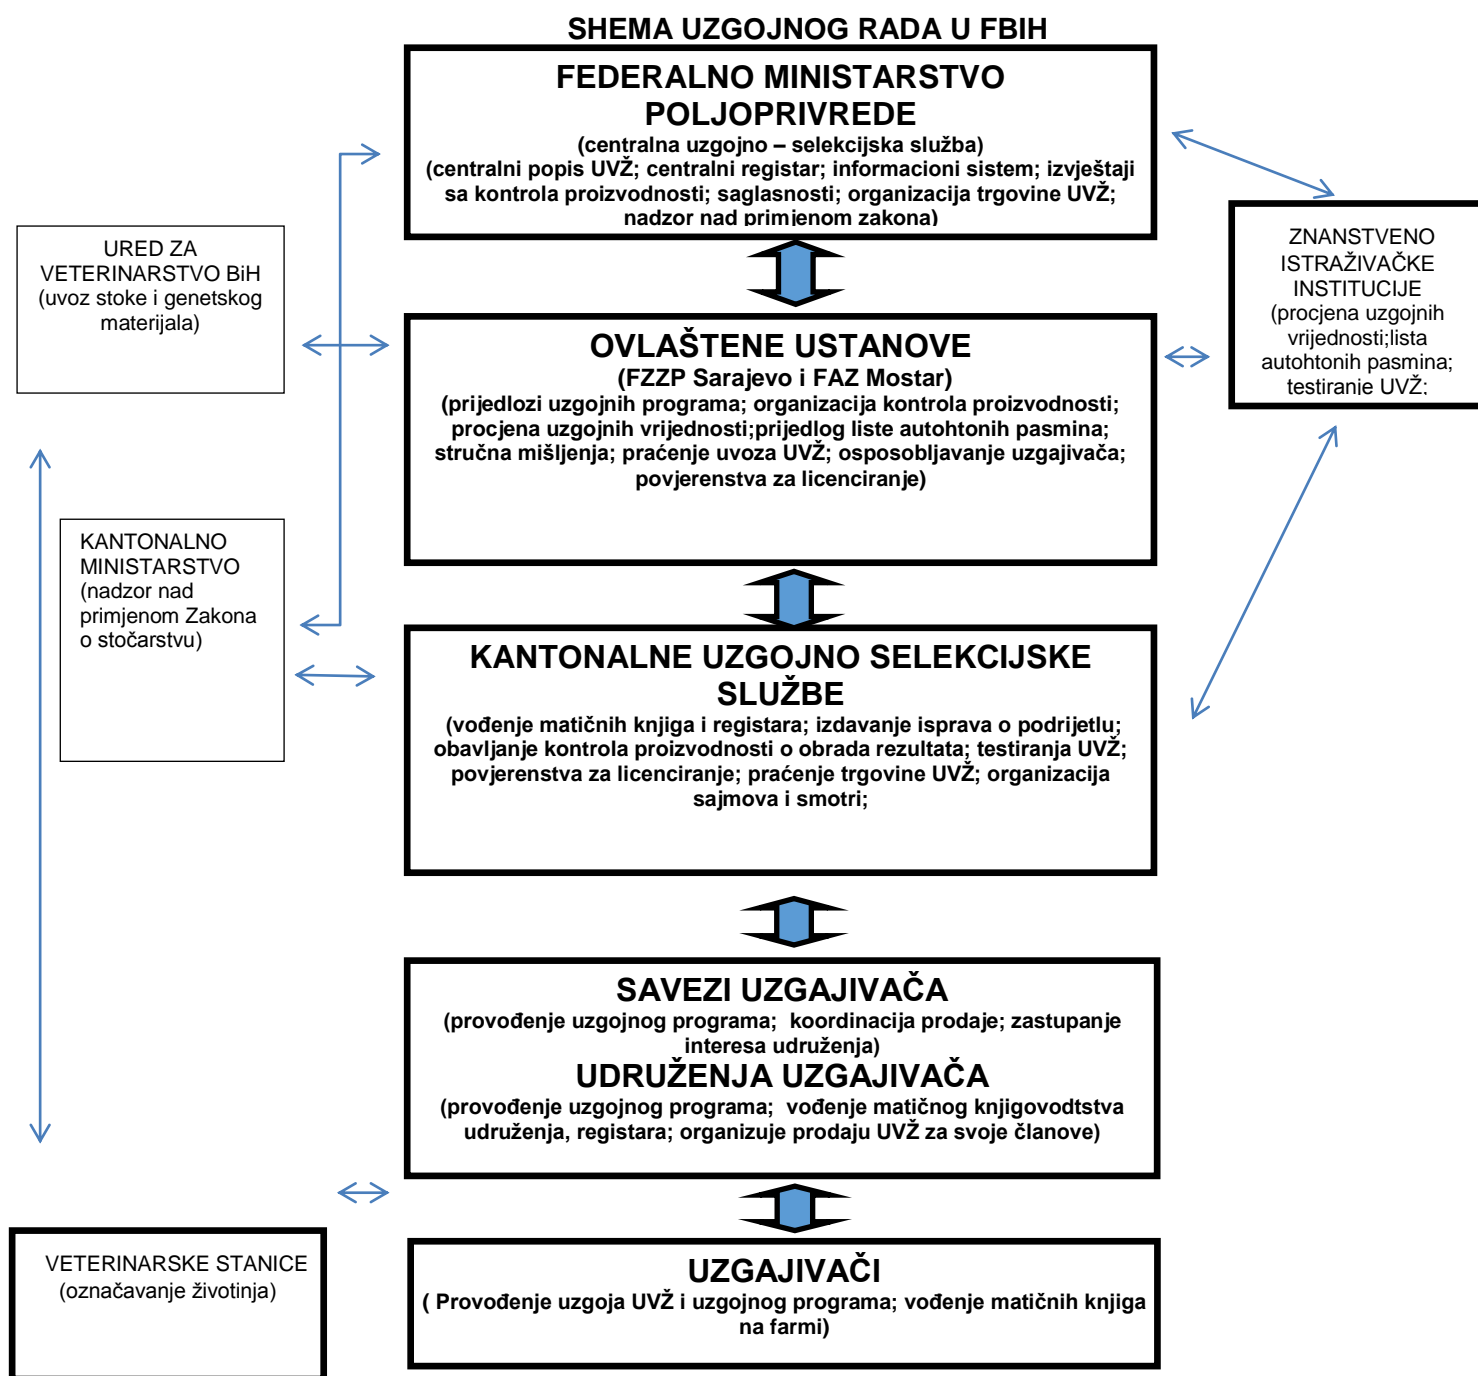 SHEMA UZGOJNOG RADA U FBIH
FEDERALNO MINISTARSTVO
POLJOPRIVREDE
(centralna uzgojno – selekcijska služba)
(centralni popis UVŽ; centralni registar; informacioni sistem; izvještaji
sa kontrola proizvodnosti; saglasnosti; organizacija trgovine UVŽ;
nadzor nad primjenom zakona)
URED ZA
VETERINARSTVO BiH
(uvoz stoke i genetskog
materijala)
ZNANSTVENO
ISTRAŽIVAČKE
INSTITUCIJE
(procjena uzgojnih
vrijednosti;lista
autohtonih pasmina;
testiranje UVŽ;
OVLAŠTENE USTANOVE
(FZZP Sarajevo i FAZ Mostar)
(prijedlozi uzgojnih programa; organizacija kontrola proizvodnosti;
procjena uzgojnih vrijednosti;prijedlog liste autohtonih pasmina;
stručna mišljenja; praćenje uvoza UVŽ; osposobljavanje uzgajivača;
povjerenstva za licenciranje)
KANTONALNO
MINISTARSTVO
(nadzor nad
primjenom Zakona
o stočarstvu)
KANTONALNE UZGOJNO SELEKCIJSKE
SLUŽBE
(vođenje matičnih knjiga i registara; izdavanje isprava o podrijetlu;
obavljanje kontrola proizvodnosti o obrada rezultata; testiranja UVŽ;
povjerenstva za licenciranje; praćenje trgovine UVŽ; organizacija
sajmova i smotri;
SAVEZI UZGAJIVAČA
(provođenje uzgojnog programa; koordinacija prodaje; zastupanje
interesa udruženja)
UDRUŽENJA UZGAJIVAČA
(provođenje uzgojnog programa; vođenje matičnog knjigovodtstva
udruženja, registara; organizuje prodaju UVŽ za svoje članove)
VETERINARSKE STANICE
(označavanje životinja)
UZGAJIVAČI
( Provođenje uzgoja UVŽ i uzgojnog programa; vođenje matičnih knjiga
na farmi)